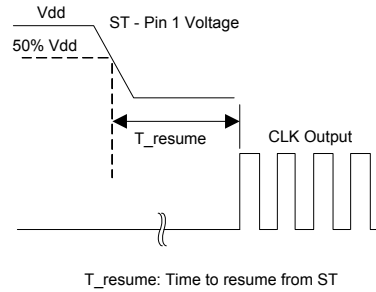 Vdd
ST - Pin 1 Voltage
50% Vdd
T_resume
CLK Output
T_resume: Time to resume from ST